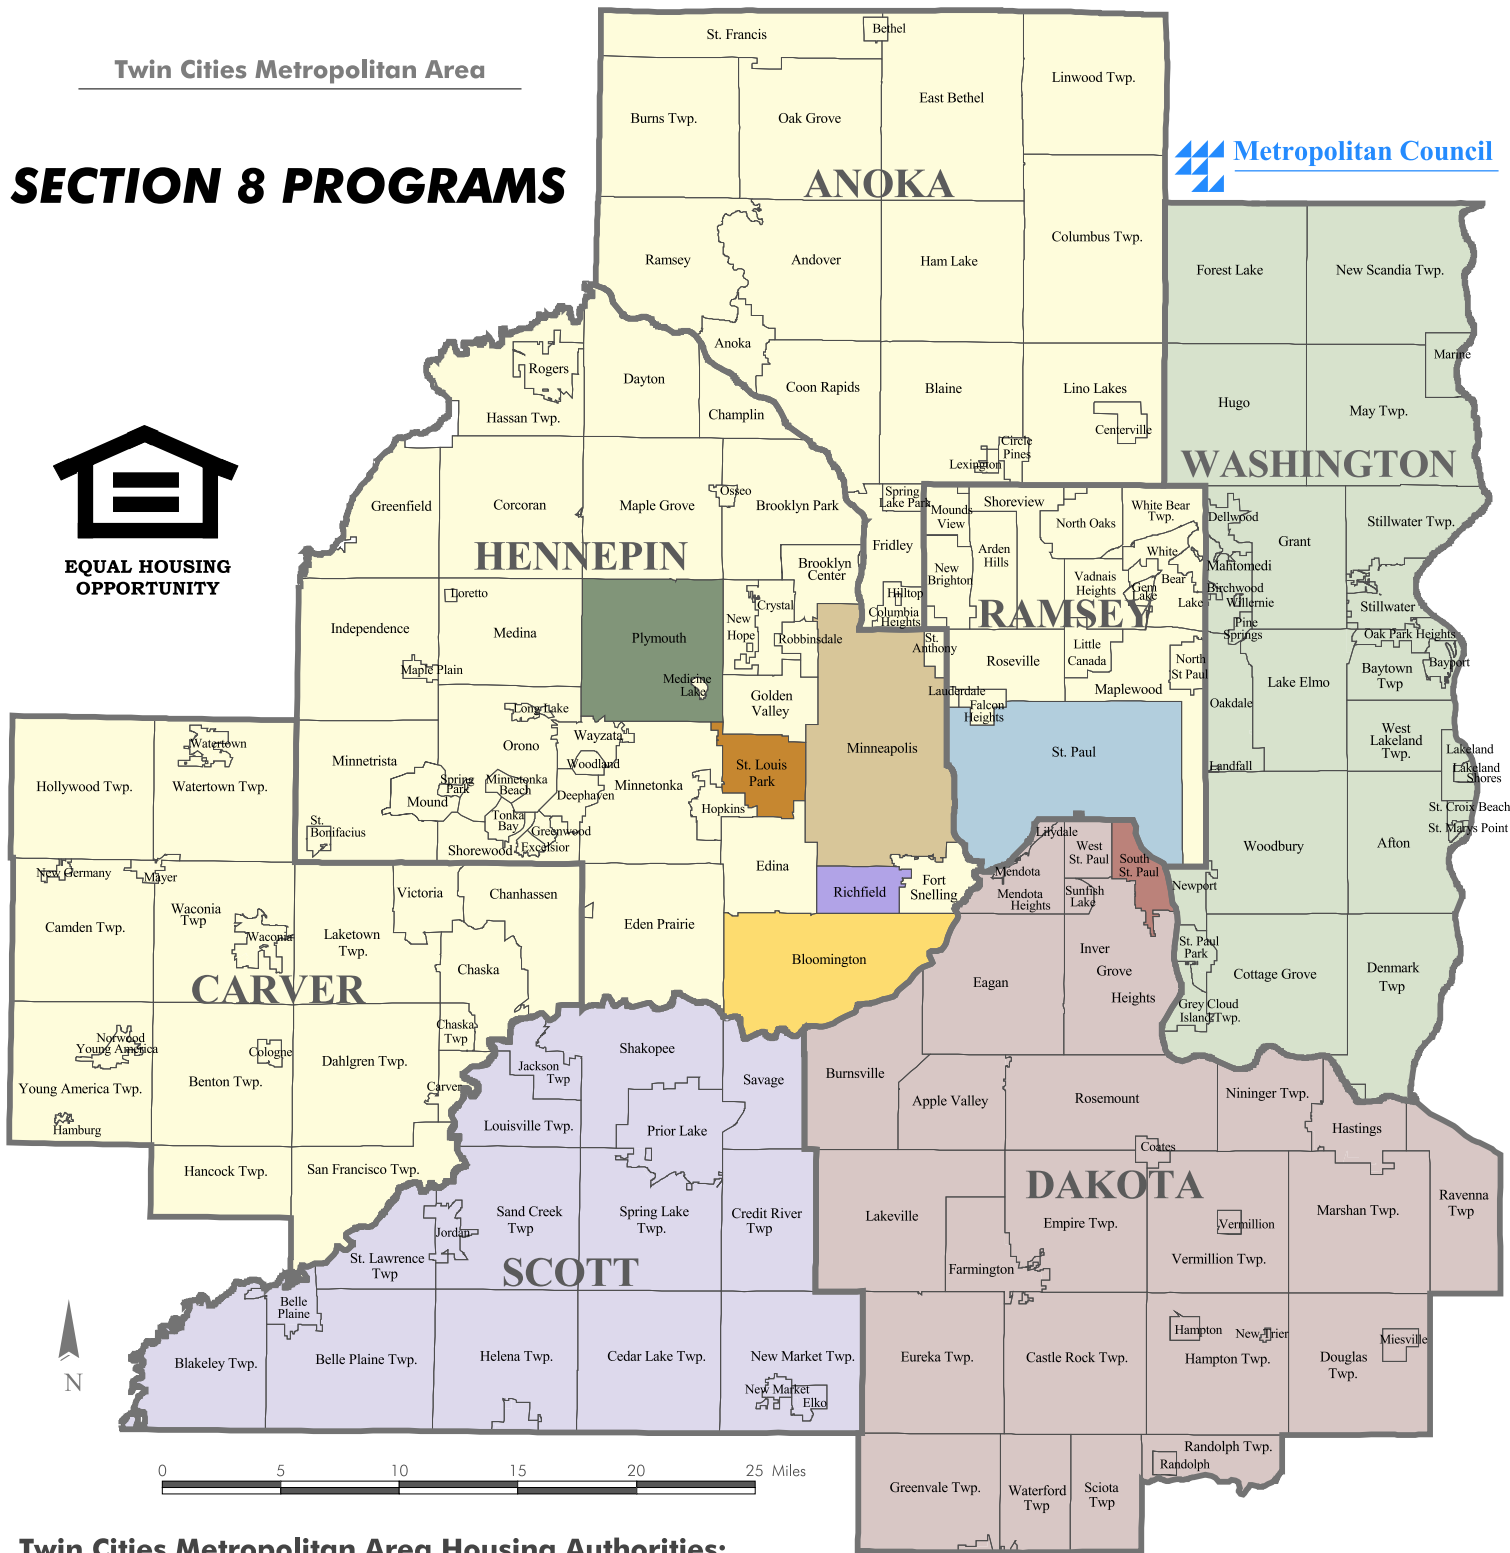 Twin Cities Metropolitan Area
SECTION 8 PROGRAMS
Metropolitan Council
EQUAL HOUSING
OPPORTUNITY
ANOKA
St. Francis
Bethel
Linwood Twp.
Burns Twp.
Oak Grove
East Bethel
Ramsey
Andover
Ham Lake
Columbus Twp.
Anoka
Coon Rapids
Blaine
Lino Lakes
Centerville
Circle
Pines
Lexington
Spring
Lake Park
Fridley
Hilltop
Columbia
Heights
HENNEPIN
Rogers
Hassan Twp.
Dayton
Champlin
Greenfield
Corcoran
Maple Grove
Osseo
Brooklyn Park
Brooklyn
Center
Loretto
Independence
Medina
Maple Plain
Plymouth
Medicine
Lake
New
Hope
Crystal
Robbinsdale
Golden
Valley
St.
Anthony
Minneapolis
Long Lake
Orono
Wayzata
Woodland
Minnetrista
Mound
Spring
Park
Minnetonka
Beach
Tonka
Bay
Deephaven
Greenwood
Excelsior
Shorewood
St.
Bonifacius
Minnetonka
St. Louis
Park
Hopkins
Edina
Richfield
Fort
Snelling
Eden Prairie
Bloomington
RAMSEY
Mounds
View
Shoreview
North Oaks
White Bear
Twp.
Arden
Hills
New
Brighton
Vadnais
Heights
White
Bear
Lake
Gem
Lake
Roseville
Little
Canada
Maplewood
North
St Paul
Lauderdale
Falcon
Heights
St. Paul
WASHINGTON
Forest Lake
New Scandia Twp.
Marine
Hugo
May Twp.
Dellwood
Grant
Stillwater Twp.
Mahtomedi
Birchwood
Willernie
Pine
Springs
Stillwater
Oak Park Heights
Bayport
Baytown
Twp
Lake Elmo
Oakdale
West
Lakeland
Twp.
Lakeland
Lakeland
Shores
Landfall
St. Croix Beach
St. Marys Point
Woodbury
Afton
Newport
St. Paul
Park
Cottage Grove
Denmark
Twp
Grey Cloud
Island Twp.
CARVER
Hollywood Twp.
Watertown
Watertown Twp.
New Germany
Mayer
Camden Twp.
Waconia
Twp
Waconia
Victoria
Chanhassen
Laketown
Twp.
Chaska
Chaska
Twp
Norwood
Young America
Young America Twp.
Hamburg
Cologne
Benton Twp.
Dahlgren Twp.
Carver
Hancock Twp.
San Francisco Twp.
SCOTT
Shakopee
Jackson
Twp
Savage
Louisville Twp.
Prior Lake
Sand Creek
Twp
Spring Lake
Twp.
Credit River
Twp
Jordan
St. Lawrence
Twp
Belle
Plaine
Blakeley Twp.
Belle Plaine Twp.
Helena Twp.
Cedar Lake Twp.
New Market Twp.
New Market
Elko
DAKOTA
Lilydale
West
St. Paul
South
St. Paul
Mendota
Mendota
Heights
Sunfish
Lake
Eagan
Inver
Grove
Heights
Burnsville
Apple Valley
Rosemount
Nininger Twp.
Hastings
Coates
Lakeville
Empire Twp.
Farmington
Vermillion
Vermillion Twp.
Marshan Twp.
Ravenna
Twp
Eureka Twp.
Castle Rock Twp.
Hampton
New Trier
Hampton Twp.
Douglas
Twp.
Miesville
Randolph Twp.
Randolph
Greenvale Twp.
Waterford
Twp
Sciota
Twp
N
0 5 10 15 20 25 Miles
Twin Cities Metropolitan Area Housing Authorities: